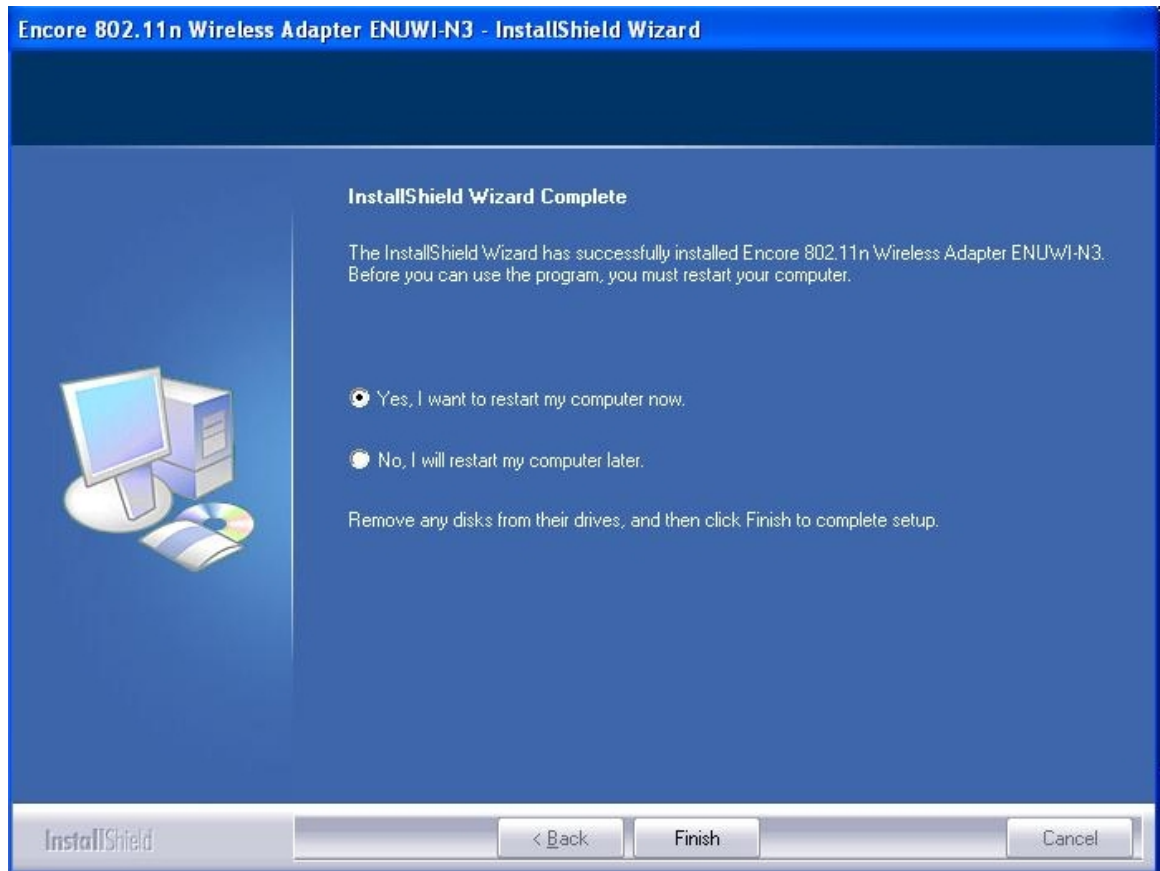 Encore 802.11n Wireless Adapter ENUWI-N3 - InstallShield Wizard
InstallShield Wizard Complete
The InstallShield Wizard has successfully installed Encore 802.11n Wireless Adapter ENUWI-N3.
Before you can use the program, you must restart your computer.
Yes, I want to restart my computer now.
No, I will restart my computer later.
Remove any disks from their drives, and then click Finish to complete setup.
InstallShield
< Back
Finish
Cancel